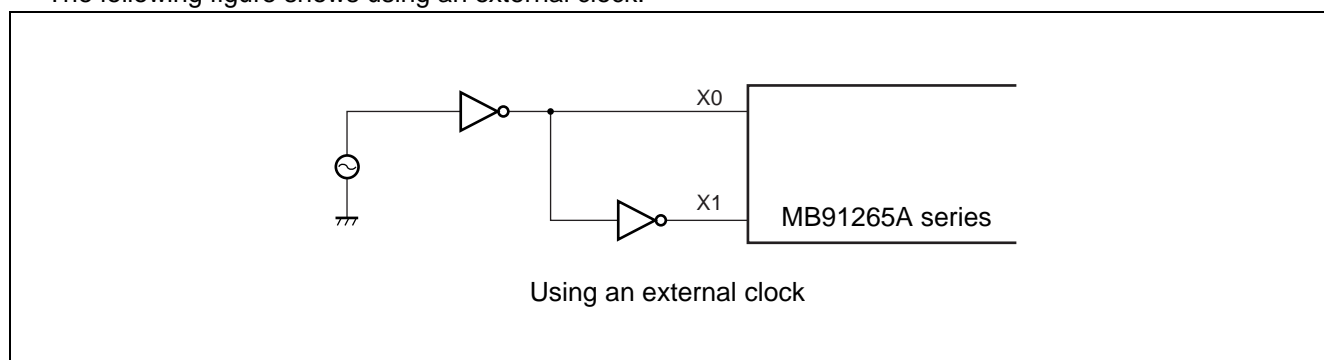 The following figure shows using an external clock.
X0
X1
MB91265A series
Using an external clock